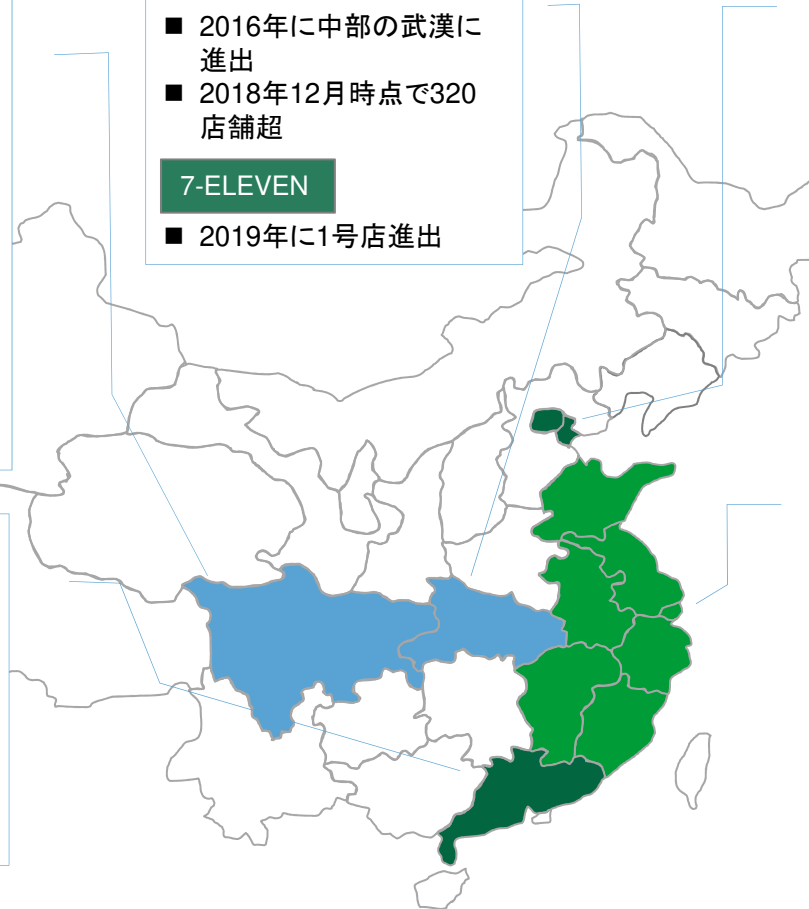 ■ 2016年に中部の武漢に
進出
■ 2018年12月時点で320
店舗超
7-ELEVEN
■ 2019年に1号店進出